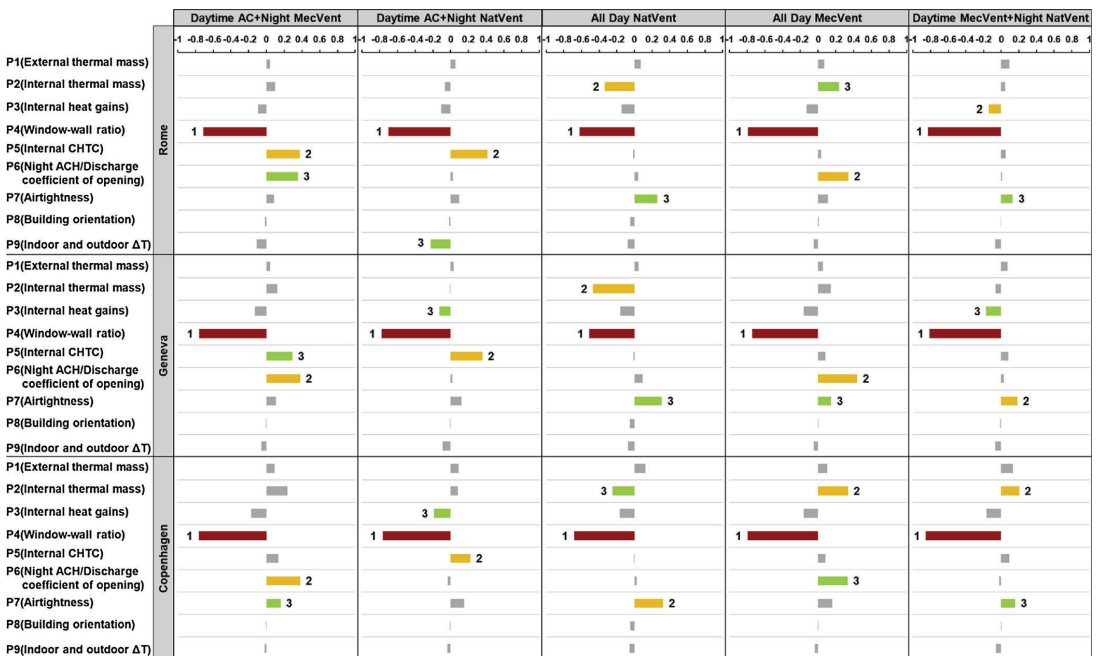 Daytime AC+Night MecVent Daytime AC+Night NatVent All Day NatVent All Day MecVent Daytime MecVent+Night NatVent
-1 -0.8 -0.6 -0.4 -0.2 0 0.2 0.4 0.6 0.8 1 -1 -0.8 -0.6 -0.4 -0.2 0 0.2 0.4 0.6 0.8 1 -1 -0.8 -0.6 -0.4 -0.2 0 0.2 0.4 0.6 0.8 1 -1 -0.8 -0.6 -0.4 -0.2 0 0.2 0.4 0.6 0.8 1 -1 -0.8 -0.6 -0.4 -0.2 0 0.2 0.4 0.6 0.8 1
Rome
P1(External thermal mass)
P2(Internal thermal mass) 2 3
P3(Internal heat gains) 2
P4(Window-wall ratio) 1 1 1 1 1
P5(Internal CHTC) 2 2
P6(Night ACH/Discharge
coefficient of opening) 3 2
P7(Airtightness) 3 3
P8(Building orientation)
P9(Indoor and outdoor ΔT) 3
Geneva
P1(External thermal mass)
P2(Internal thermal mass) 2
P3(Internal heat gains) 3 3
P4(Window-wall ratio) 1 1 1 1 1
P5(Internal CHTC) 3 2
P6(Night ACH/Discharge
coefficient of opening) 2 2
P7(Airtightness) 3 3 2
P8(Building orientation)
P9(Indoor and outdoor ΔT)
Copenhagen
P1(External thermal mass)
P2(Internal thermal mass) 3 2 2
P3(Internal heat gains) 3
P4(Window-wall ratio) 1 1 1 1 1
P5(Internal CHTC) 2
P6(Night ACH/Discharge
coefficient of opening) 2 3
P7(Airtightness) 3 2 3
P8(Building orientation)
P9(Indoor and outdoor ΔT)